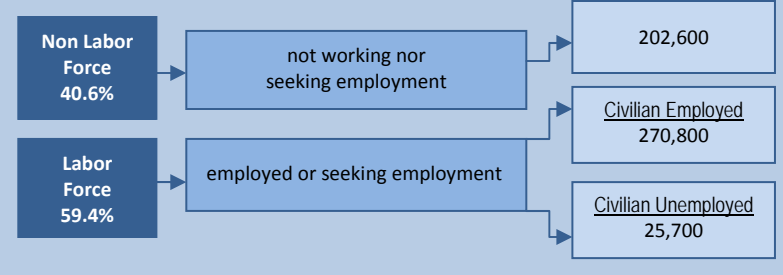 Non Labor
Force
40.6%
not working nor
seeking employment
202,600
Labor
Force
59.4%
employed or seeking employment
Civilian Employed
270,800
Civilian Unemployed
25,700